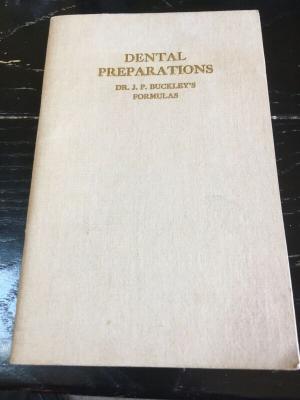 DENTAL
PREPARATIONS
DR. J. P. BUCKLEY'S
FORMULAS